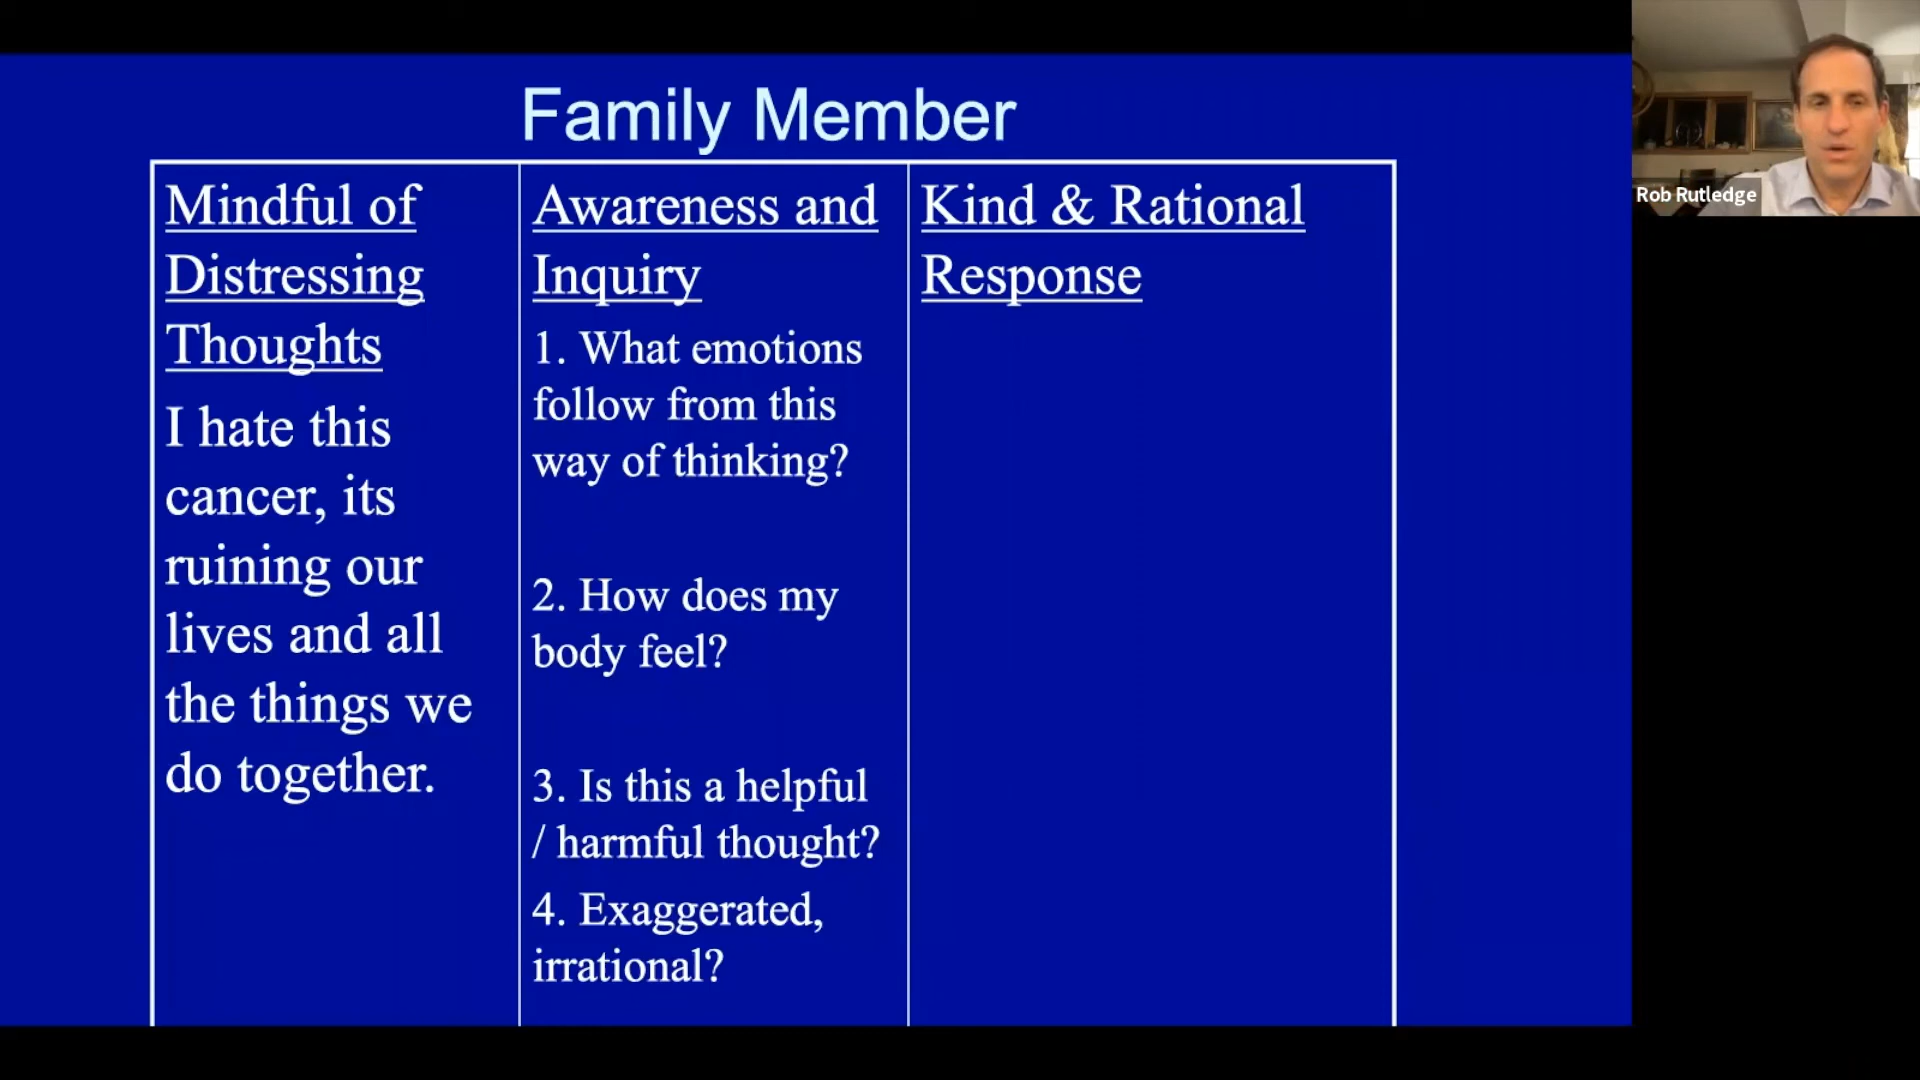 Family Member
Mindful of
Distressing
Thoughts
I hate this
cancer, its
ruining our
lives and all
the things we
do together.
Awareness and
Inquiry
1. What emotions
follow from this
way of thinking?
2. How does my
body feel?
3. Is this a helpful
/ harmful thought?
4. Exaggerated,
irrational?
Kind & Rational
Response
Rob Rutledge